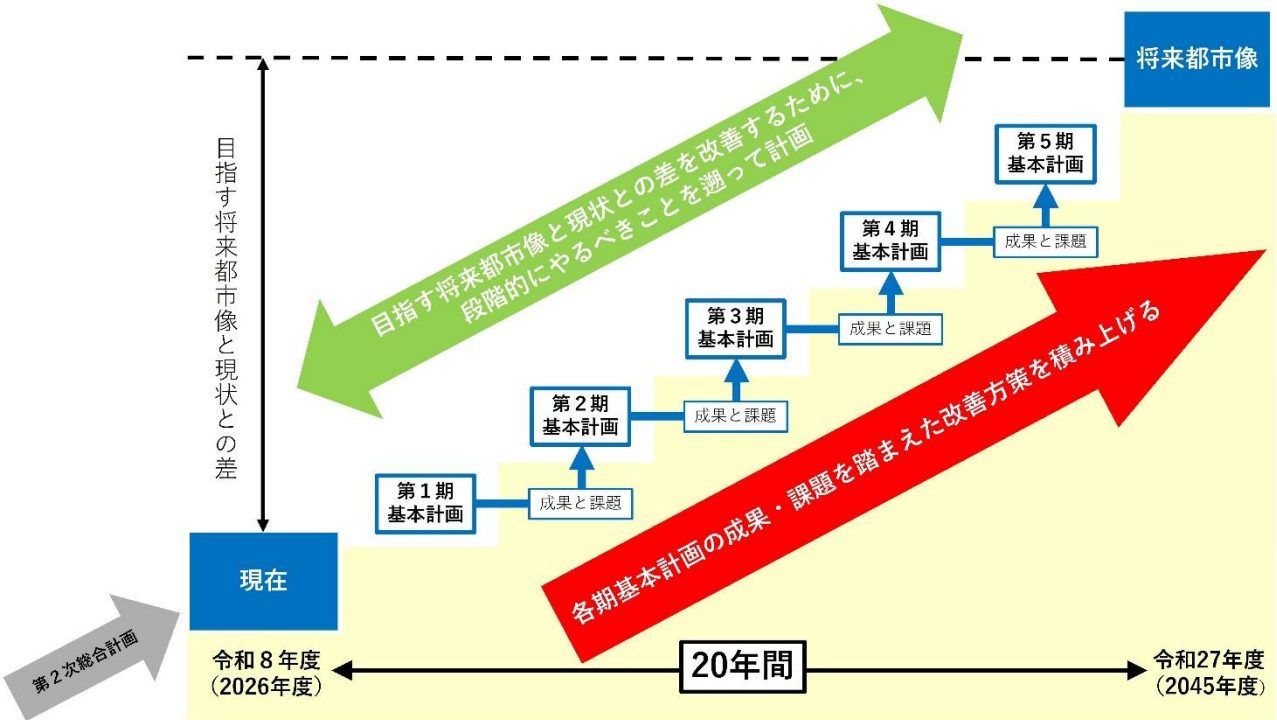 将来都市像
目指す将来都市像と現状との差を改善するために、
段階的にやるべきことを遡って計画
目指す将来都市像と現状との差
第5期
基本計画
成果と課題
第4期
基本計画
成果と課題
第3期
基本計画
成果と課題
第2期
基本計画
成果と課題
第1期
基本計画
各期基本計画の成果・課題を踏まえた改善方策を積み上げる
現在
第2次総合計画
令和8年度
（2026年度）
20年間
令和27年度
（2045年度）